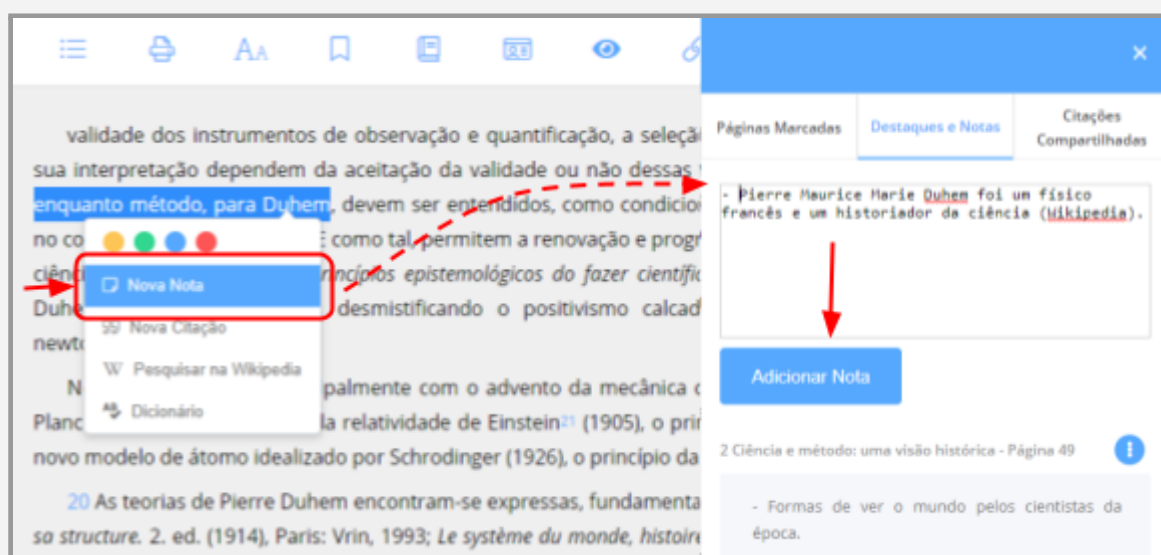 AA
validade dos instrumentos de observação e quantificação, a seleçã
sua interpretação dependem da aceitação da validade ou não dessas
enquanto método, para Duhem, devem ser entendidos, como condicio
no co E como tal, permitem a renovação e progr
ciênci rincípios epistemológicos do fazer científic
Duhe desmistificando o positivismo calcad
newto
Nova Nota
Nova Citação
W Pesquisar na Wikipedia
Dicionário
N palmente com o advento da mecânica
Planc la relatividade de Einstein21 (1905), o prin
novo modelo de átomo idealizado por Schrodinger (1926), o princípio da
20 As teorias de Pierre Duhem encontram-se expressas, fundamenta
sa structure. 2. ed. (1914), Paris: Vrin, 1993; Le système du monde, histoire
×
Páginas Marcadas
Destaques e Notas
Citações
Compartilhadas
- Pierre Maurice Marie Duhem foi um físico
francês e um historiador da ciência (Wikipedia).
Adicionar Nota
2 Ciência e método: uma visão histórica - Página 49
- Formas de ver o mundo pelos cientistas da
época.